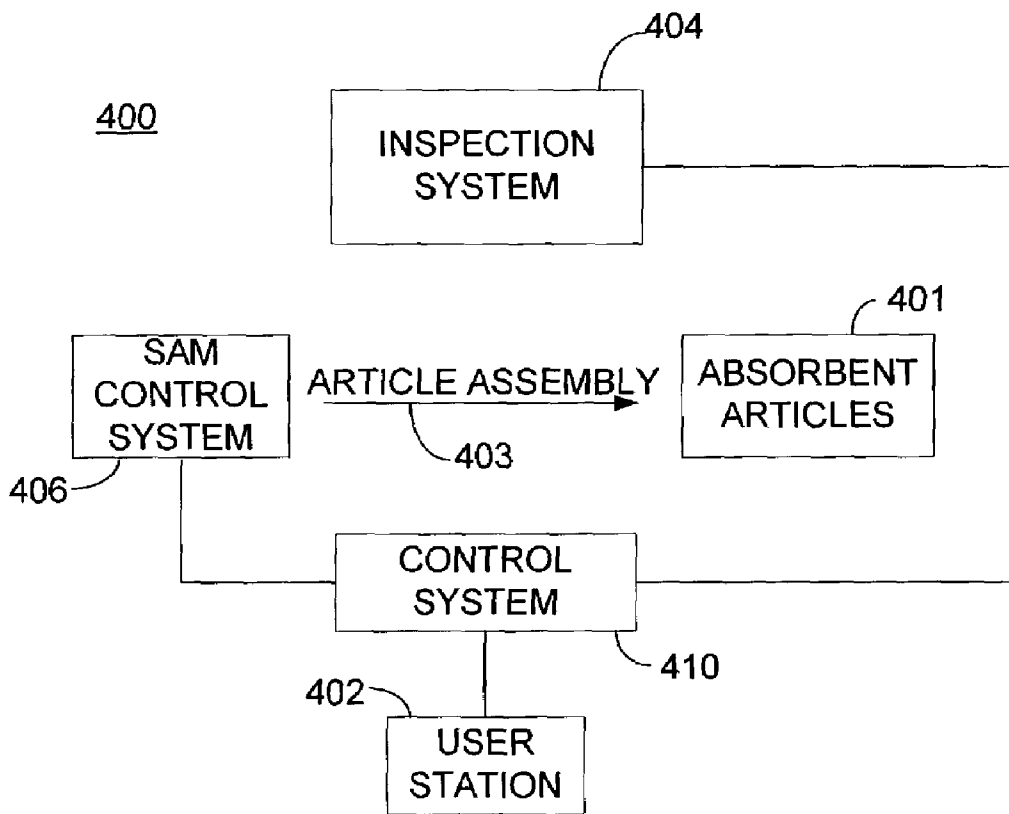 404
400
INSPECTION
SYSTEM
401
SAM
CONTROL
SYSTEM
ARTICLE ASSEMBLY
ABSORBENT
ARTICLES
403
406
CONTROL
SYSTEM
410
402
USER
STATION